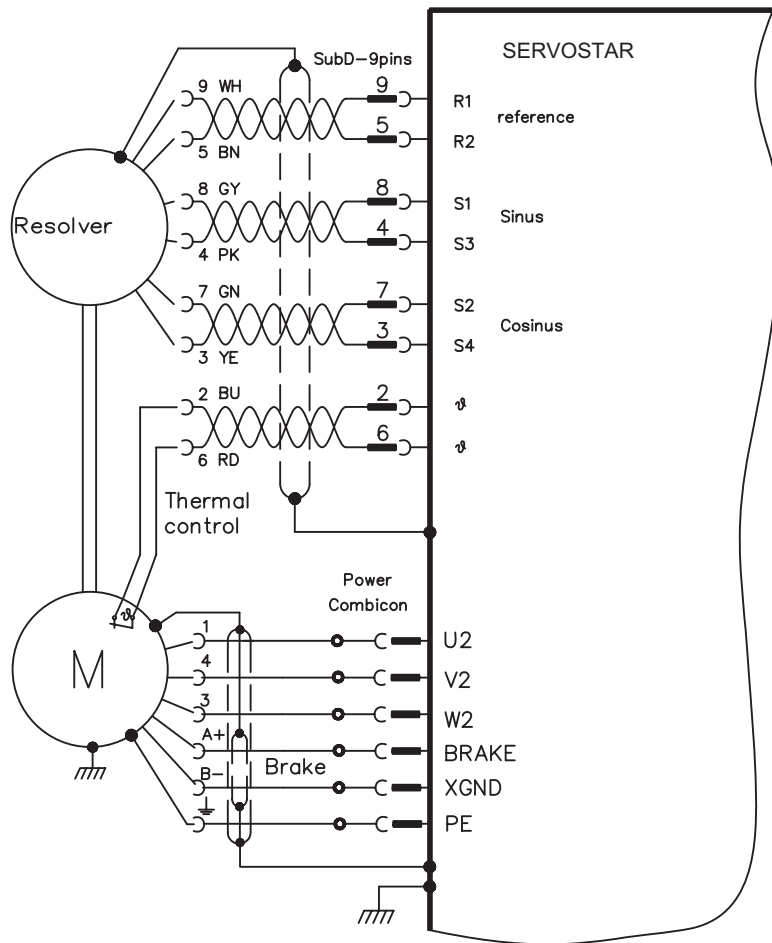 SubD-9pins
SERVOSTAR
9 WH
9
R1
reference
5 BN
5
R2
8 GY
8
S1
Sinus
Resolver
4 PK
4
S3
7 GN
7
S2
Cosinus
3 YE
3
S4
2 BU
2
ϑ
6 RD
6
ϑ
Thermal
control
Power
Combicon
ϑ
1
U2
M
4
V2
3
W2
A+
Brake
BRAKE
B-
XGND
PE